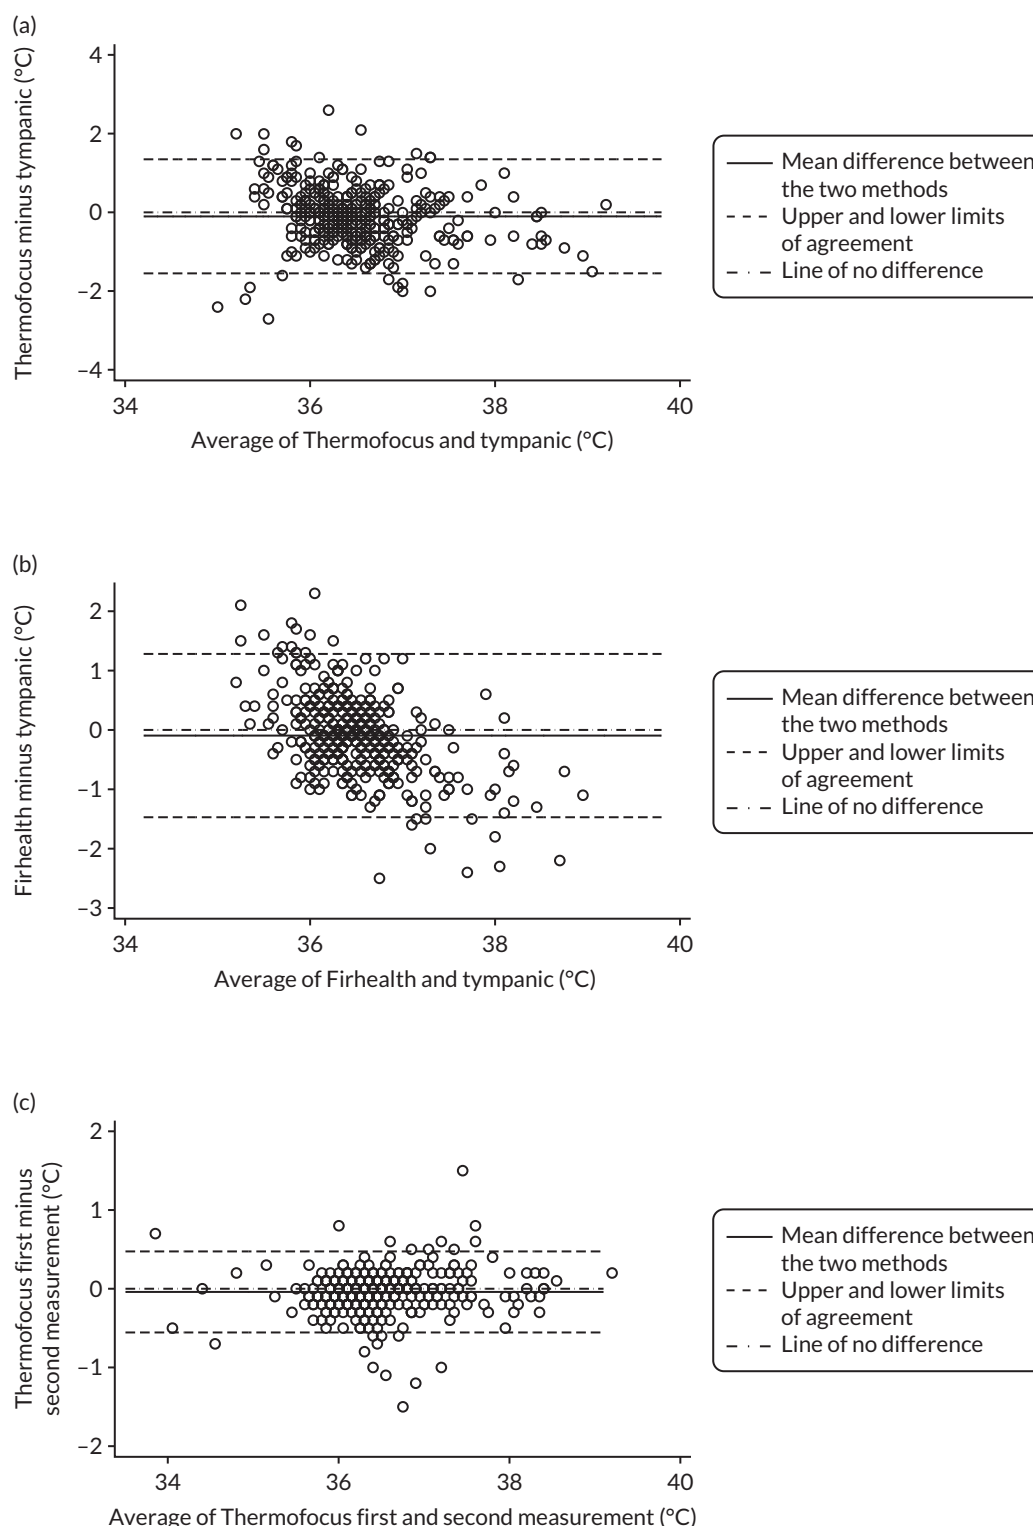 (a)
Thermofocus minus tympanic (°C)
4
2
0
–2
–4
34
36
38
40
Average of Thermofocus and tympanic (°C)
Mean difference between
the two methods
Upper and lower limits
of agreement
Line of no difference
(b)
Firhealth minus tympanic (°C)
2
1
0
–1
–2
–3
34
36
38
40
Average of Firhealth and tympanic (°C)
Mean difference between
the two methods
Upper and lower limits
of agreement
Line of no difference
(c)
Thermofocus first minus
second measurement (°C)
2
1
0
–1
–2
34
36
38
40
Average of Thermofocus first and second measurement (°C)
Mean difference between
the two methods
Upper and lower limits
of agreement
Line of no difference